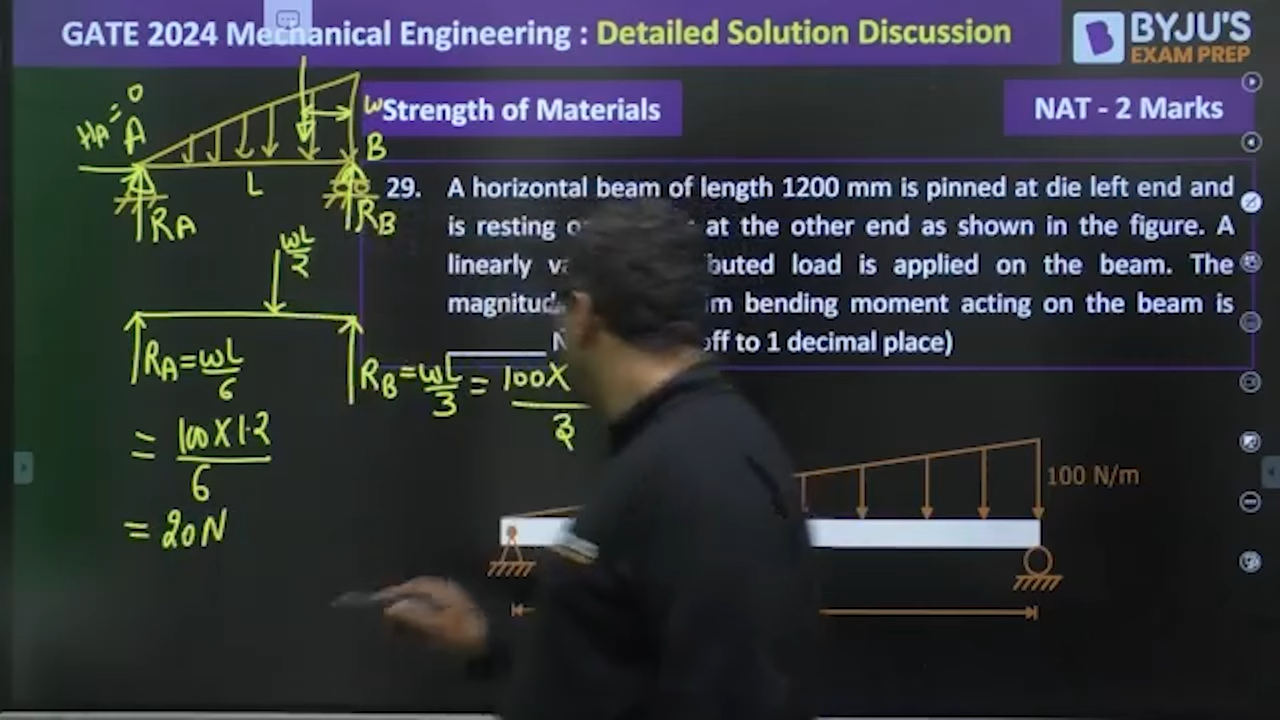 GATE 2024 Mechanical Engineering : Detailed Solution Discussion
BYJU'S
EXAM PREP
Strength of Materials
NAT - 2 Marks
29. A horizontal beam of length 1200 mm is pinned at die left end and
is resting at the other end as shown in the figure. A
linearly load is applied on the beam. The
bending moment acting on the beam is
off to 1 decimal place)
100 N/m
HA = 0
A
w
B
L
RA
RB
wL/2
RA = wL/6
= 100 X 1.2 / 6
= 20 N
RB = wL/3 = 100 X / 3